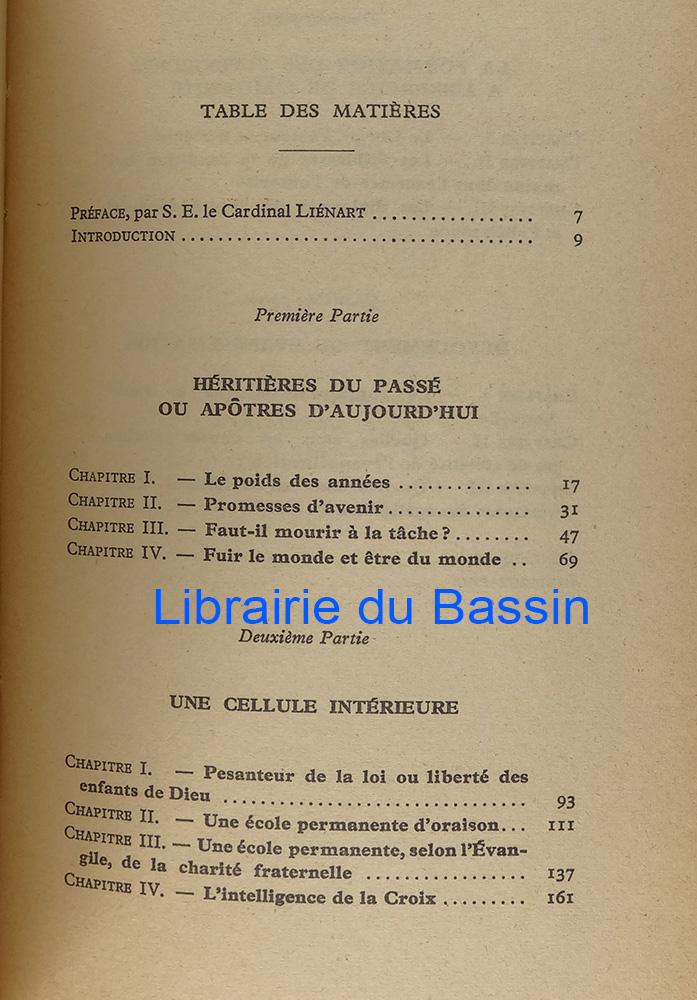 TABLE DES MATIÈRES
PRÉFACE, par S. E. le Cardinal LIÉNART ................. 7
INTRODUCTION ..................................... 9
Première Partie
HÉRITIÈRES DU PASSÉ
OU APÔTRES D'AUJOURD'HUI
CHAPITRE I. — Le poids des années .............. 17
CHAPITRE II. — Promesses d'avenir ............... 31
CHAPITRE III. — Faut-il mourir à la tâche ? ........ 47
CHAPITRE IV. — Fuir le monde et être du monde .. 69
Librairie du Bassin
Deuxième Partie
UNE CELLULE INTÉRIEURE
CHAPITRE I. — Pesanteur de la loi ou liberté des
enfants de Dieu ................................ 93
CHAPITRE II. — Une école permanente d'oraison... 111
CHAPITRE III. — Une école permanente, selon l'Évan-
gile, de la charité fraternelle ................. 137
CHAPITRE IV. — L'intelligence de la Croix ......... 161